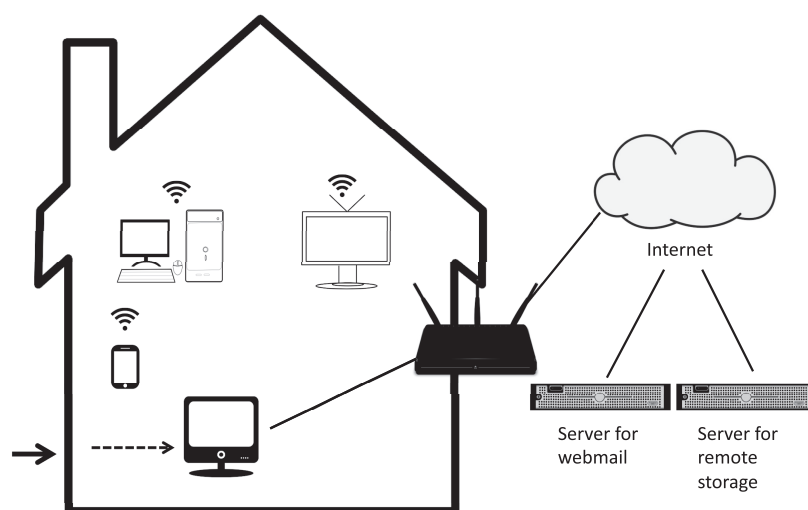 Internet
Server for
webmail
Server for
remote
storage